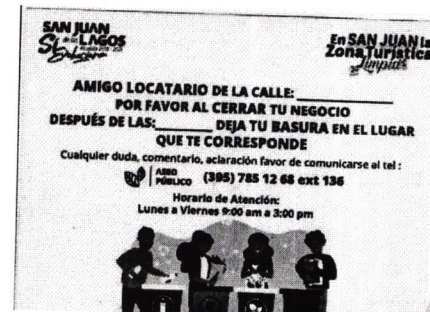 SAN JUAN
de los LAGOS
En SAN JUAN la
Zona Turística
Limpia
AMIGO LOCATARIO DE LA CALLE:
POR FAVOR AL CERRAR TU NEGOCIO
DESPUÉS DE LAS:______ DEJA TU BASURA EN EL LUGAR
QUE TE CORRESPONDE
Cualquier duda, comentario, aclaración favor de comunicarse al tel :
ASEO
PÚBLICO (395) 785 12 68 ext 136
Horario de Atención:
Lunes a Viernes 9:00 am a 3:00 pm